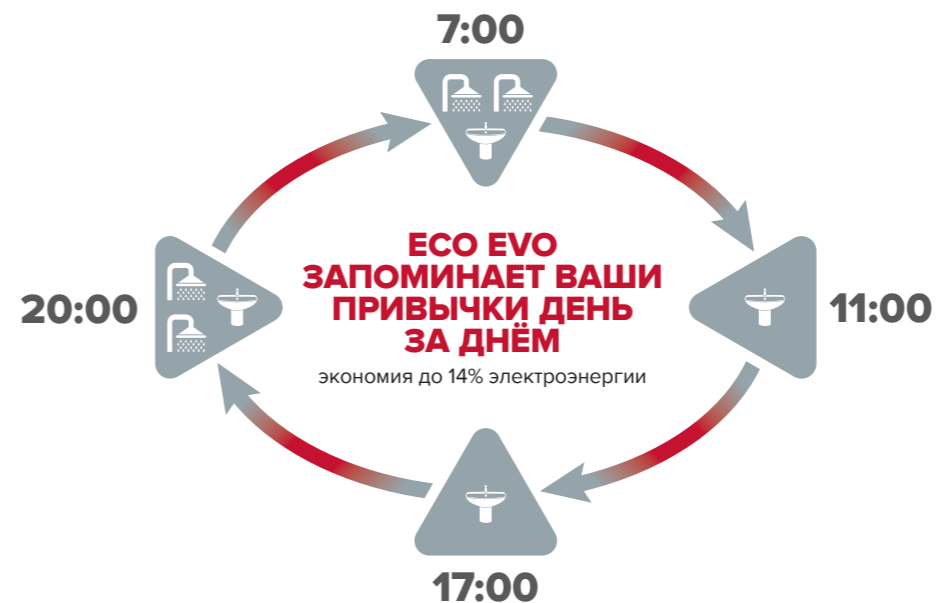 7:00
ECO EVO
ЗАПОМИНАЕТ ВАШИ
ПРИВЫЧКИ ДЕНЬ
ЗА ДНЁМ
экономия до 14% электроэнергии
20:00
11:00
17:00